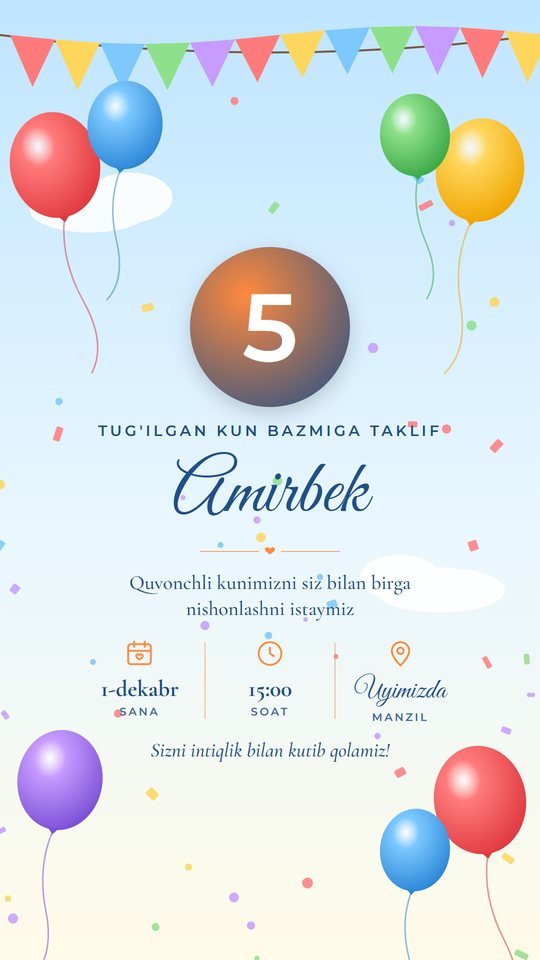 5
TUG'ILGAN KUN BAZMIGA TAKLIF
Amirbek
Quvonchli kunimizni siz bilan birga
nishonlashni istaymiz
1-dekabr
SANA
15:00
SOAT
Uyimizda
MANZIL
Sizni intiqlik bilan kutib qolamiz!